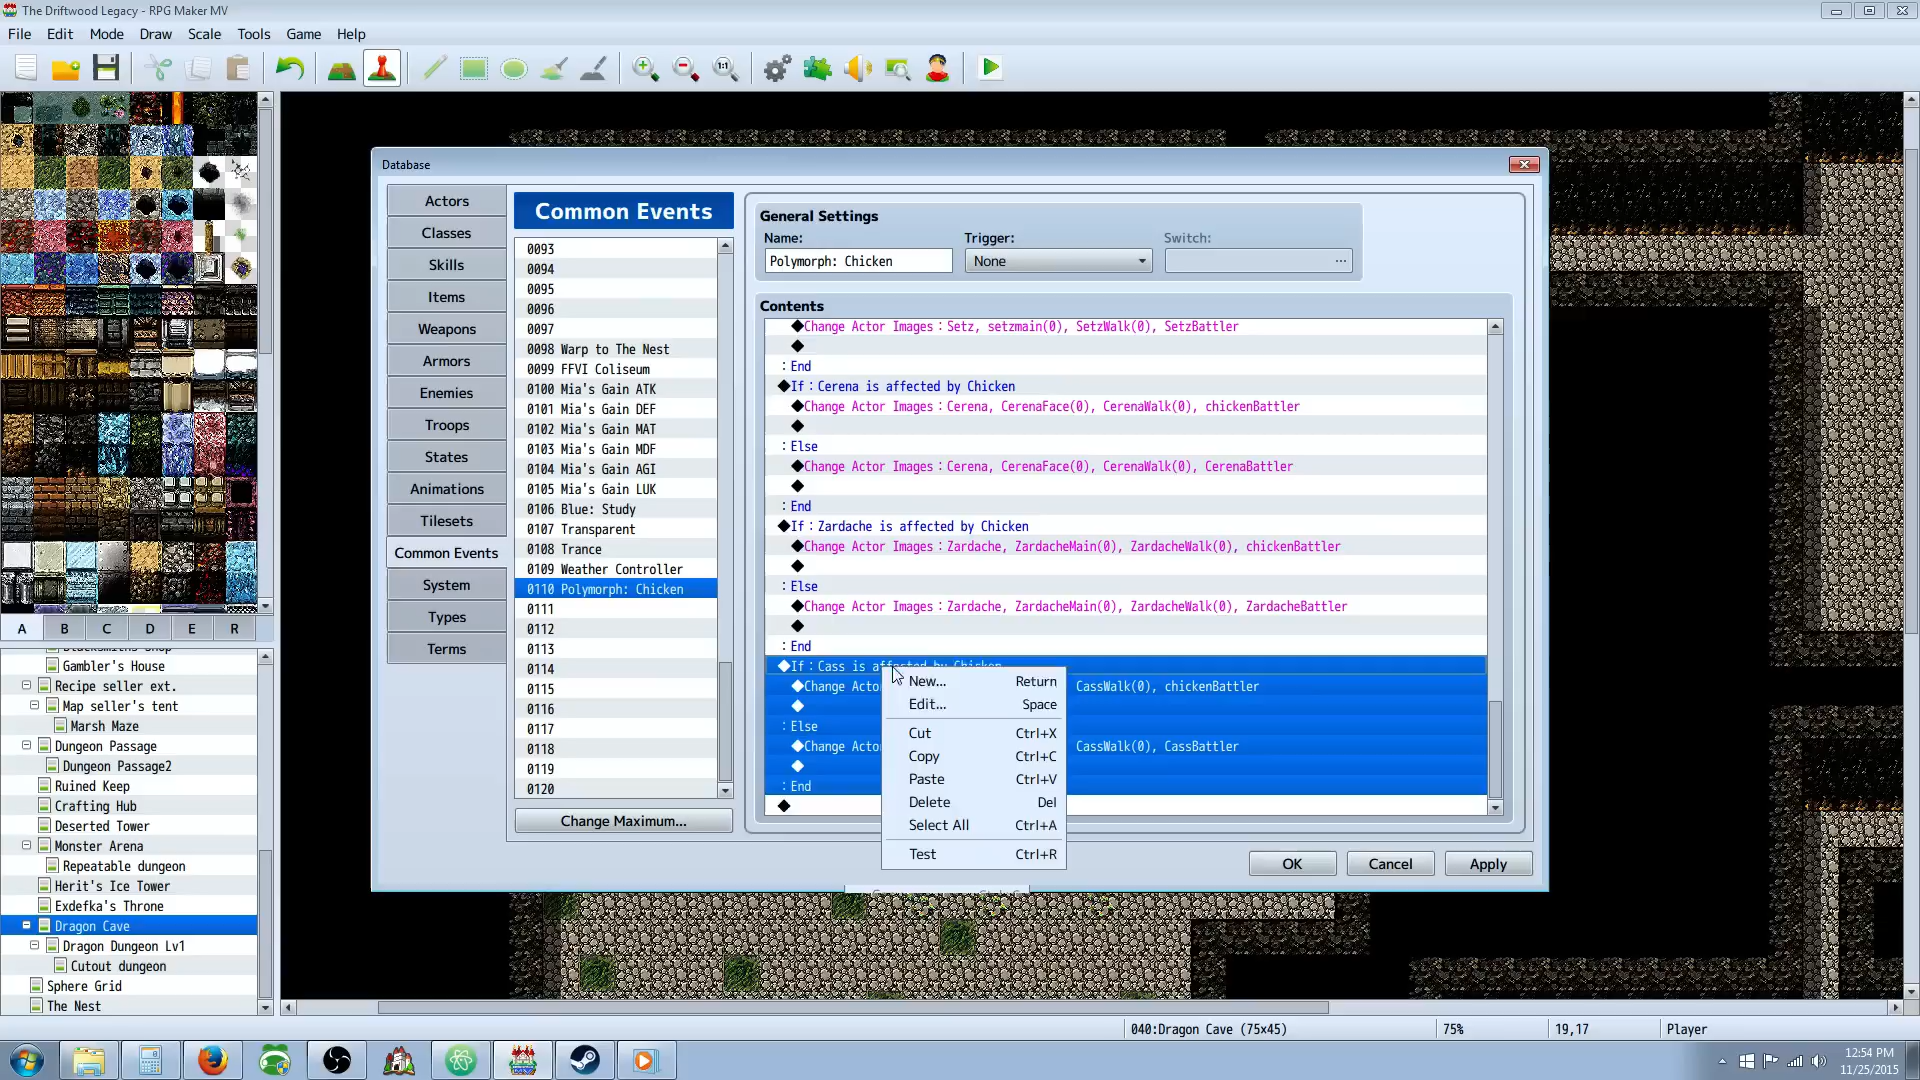 The Driftwood Legacy - RPG Maker MV
File Edit Mode Draw Scale Tools Game Help
1:1
Database
Actors
Classes
Skills
Items
Weapons
Armors
Enemies
Troops
States
Animations
Tilesets
Common Events
System
Types
Terms
Common Events
0093
0094
0095
0096
0097
0098 Warp to The Nest
0099 FFVI Coliseum
0100 Mia's Gain ATK
0101 Mia's Gain DEF
0102 Mia's Gain MAT
0103 Mia's Gain MDF
0104 Mia's Gain AGI
0105 Mia's Gain LUK
0106 Blue: Study
0107 Transparent
0108 Trance
0109 Weather Controller
0110 Polymorph: Chicken
0111
0112
0113
0114
0115
0116
0117
0118
0119
0120
Change Maximum...
General Settings
Name: Trigger: Switch:
Polymorph: Chicken None ...
Contents
◆Change Actor Images：Setz, setzmain(0), SetzWalk(0), SetzBattler
◆
：End
◆If：Cerena is affected by Chicken
◆Change Actor Images：Cerena, CerenaFace(0), CerenaWalk(0), chickenBattler
◆
：Else
◆Change Actor Images：Cerena, CerenaFace(0), CerenaWalk(0), CerenaBattler
◆
：End
◆If：Zardache is affected by Chicken
◆Change Actor Images：Zardache, ZardacheMain(0), ZardacheWalk(0), chickenBattler
◆
：Else
◆Change Actor Images：Zardache, ZardacheMain(0), ZardacheWalk(0), ZardacheBattler
◆
：End
◆If：Cass is affected by Chicken
◆Change Acto CassWalk(0), chickenBattler
◆
：Else
◆Change Acto CassWalk(0), CassBattler
◆
：End
◆
New... Return
Edit... Space
Cut Ctrl+X
Copy Ctrl+C
Paste Ctrl+V
Delete Del
Select All Ctrl+A
Test Ctrl+R
OK Cancel Apply
A B C D E R
Gambler's House
Recipe seller ext.
Map seller's tent
Marsh Maze
Dungeon Passage
Dungeon Passage2
Ruined Keep
Crafting Hub
Deserted Tower
Monster Arena
Repeatable dungeon
Herit's Ice Tower
Exdefka's Throne
Dragon Cave
Dragon Dungeon Lv1
Cutout dungeon
Sphere Grid
The Nest
040:Dragon Cave (75x45) 75% 19,17 Player
12:54 PM
11/25/2015